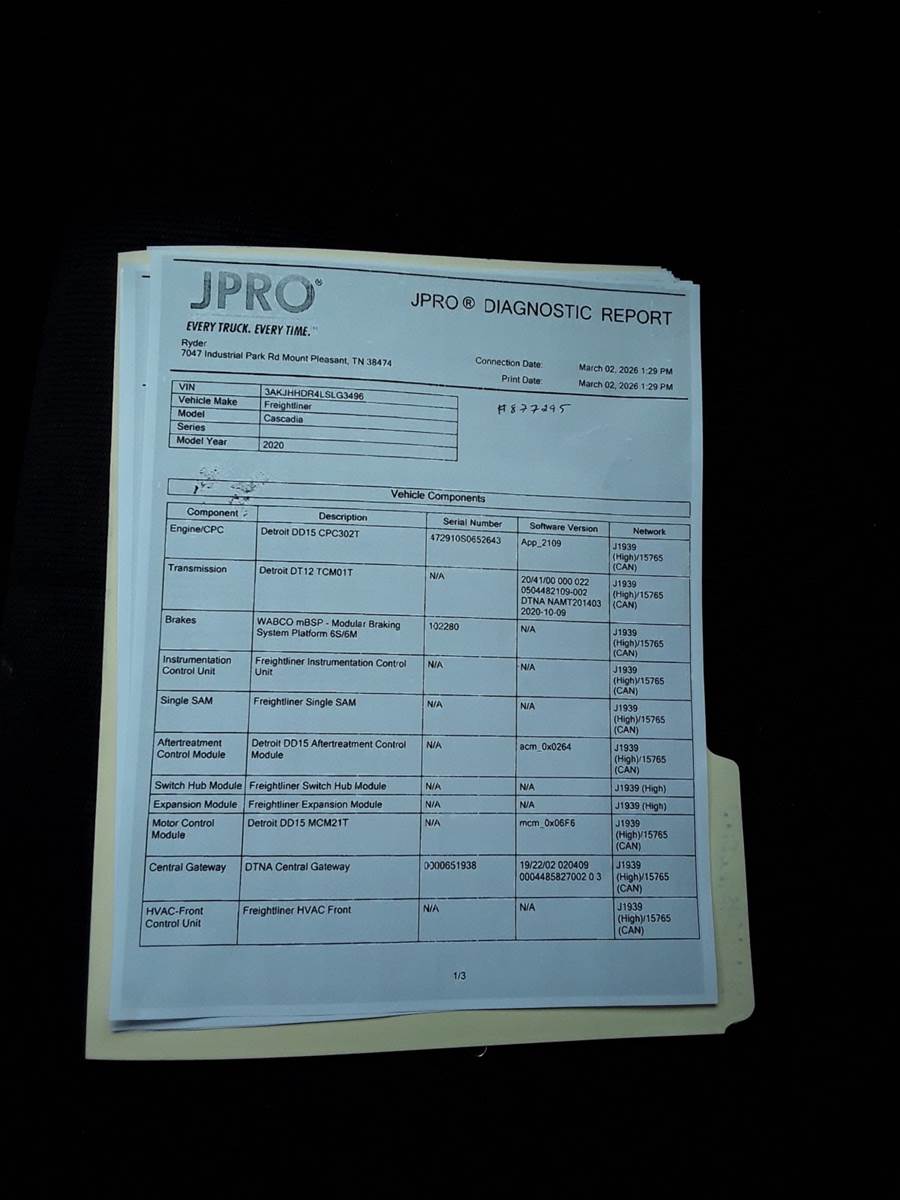 JPRO®
JPRO® DIAGNOSTIC REPORT
EVERY TRUCK. EVERY TIME.™
Ryder
7047 Industrial Park Rd Mount Pleasant, TN 38474
Connection Date: March 02, 2026 1:29 PM
Print Date: March 02, 2026 1:29 PM
VIN 3AKJHHDR4LSLG3496
Vehicle Make Freightliner
Model Cascadia
Series
Model Year 2020
#877295
Vehicle Components
Component Description Serial Number Software Version Network
Engine/CPC Detroit DD15 CPC302T 472910S0652643 App_2109 J1939
(High)/15765
(CAN)
Transmission Detroit DT12 TCM01T N/A 20/41/00 000 022 J1939
0504482109-002 (High)/15765
DTNA NAMT201403 (CAN)
2020-10-09
Brakes WABCO mBSP - Modular Braking 102280 N/A J1939
System Platform 6S/6M (High)/15765
(CAN)
Instrumentation Freightliner Instrumentation Control N/A N/A J1939
Control Unit Unit (High)/15765
(CAN)
Single SAM Freightliner Single SAM N/A N/A J1939
(High)/15765
(CAN)
Aftertreatment Detroit DD15 Aftertreatment Control N/A acm_0x0264 J1939
Control Module Module (High)/15765
(CAN)
Switch Hub Module Freightliner Switch Hub Module N/A N/A J1939 (High)
Expansion Module Freightliner Expansion Module N/A N/A J1939 (High)
Motor Control Detroit DD15 MCM21T N/A mcm_0x06F6 J1939
Module (High)/15765
(CAN)
Central Gateway DTNA Central Gateway 0000651938 19/22/02 020409 J1939
0004485827002 0 3 (High)/15765
(CAN)
HVAC-Front Freightliner HVAC Front N/A N/A J1939
Control Unit (High)/15765
(CAN)
1/3